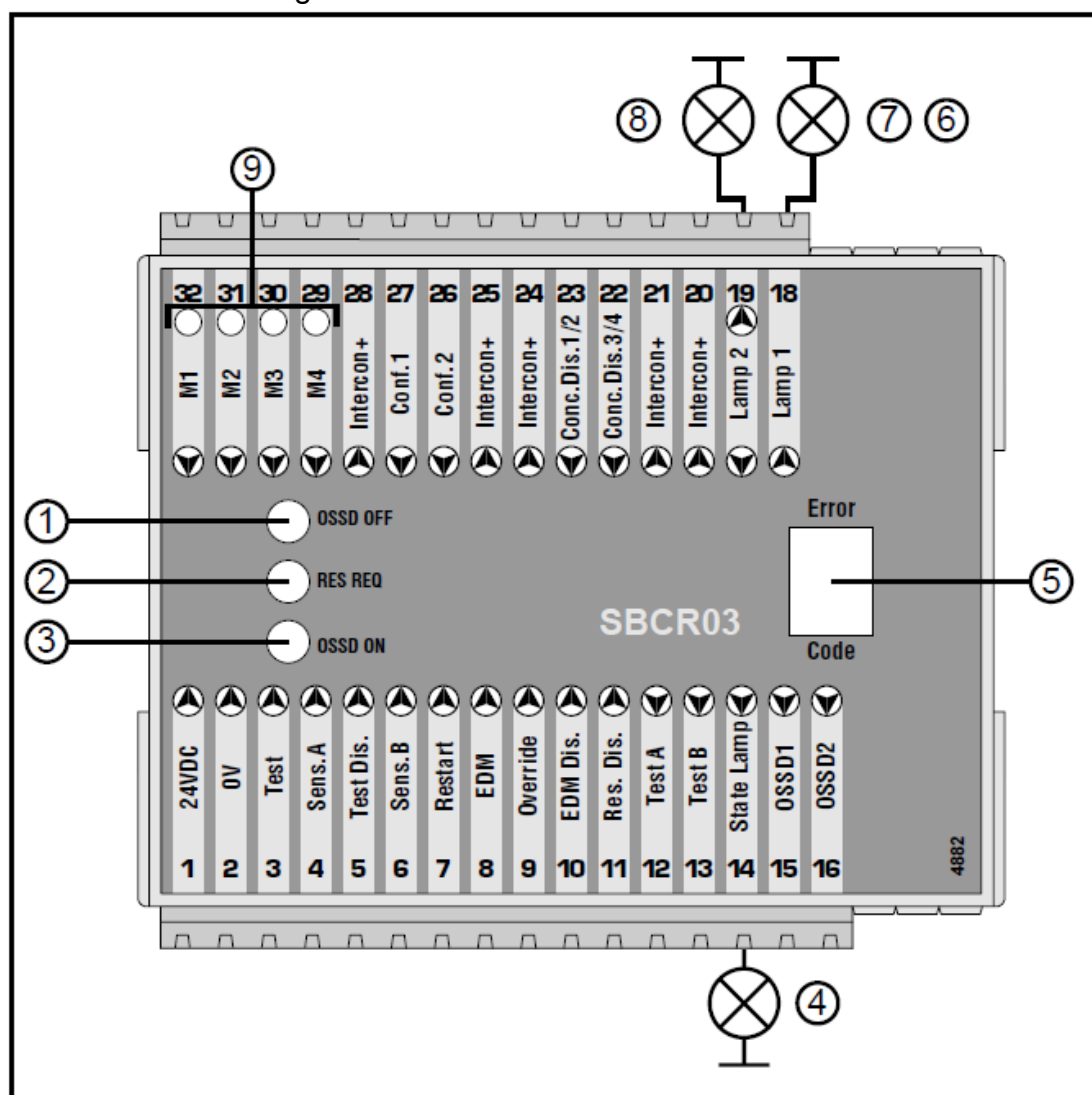 8 7 6
9
32 31 30 29 28 27 26 25 24 23 22 21 20 19 18
M1
M2
M3
M4
Intercon+
Conf.1
Conf.2
Intercon+
Intercon+
Conc.Dis.1/2
Conc.Dis.3/4
Intercon+
Intercon+
Lamp 2
Lamp 1
1 OSSD OFF
2 RES REQ
3 OSSD ON
Error
5
Code
SBCR03
24VDC
0V
Test
Sens.A
Test Dis.
Sens.B
Restart
EDM
Override
EDM Dis.
Res. Dis.
Test A
Test B
State Lamp
OSSD1
OSSD2
4882
1 2 3 4 5 6 7 8 9 10 11 12 13 14 15 16
4